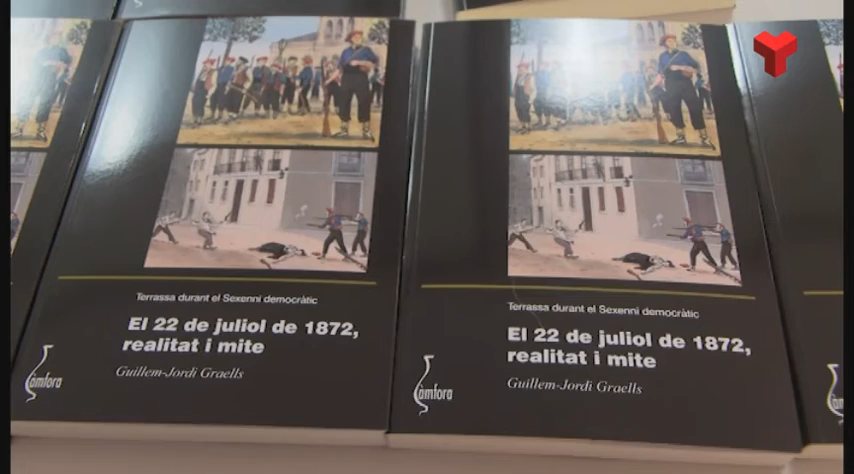 Terrassa durant el Sexenni democràtic
El 22 de juliol de 1872,
realitat i mite
Guillem-Jordi Graells
àmfora
Terrassa durant el Sexenni democràtic
El 22 de juliol de 1872,
realitat i mite
Guillem-Jordi Graells
àmfora